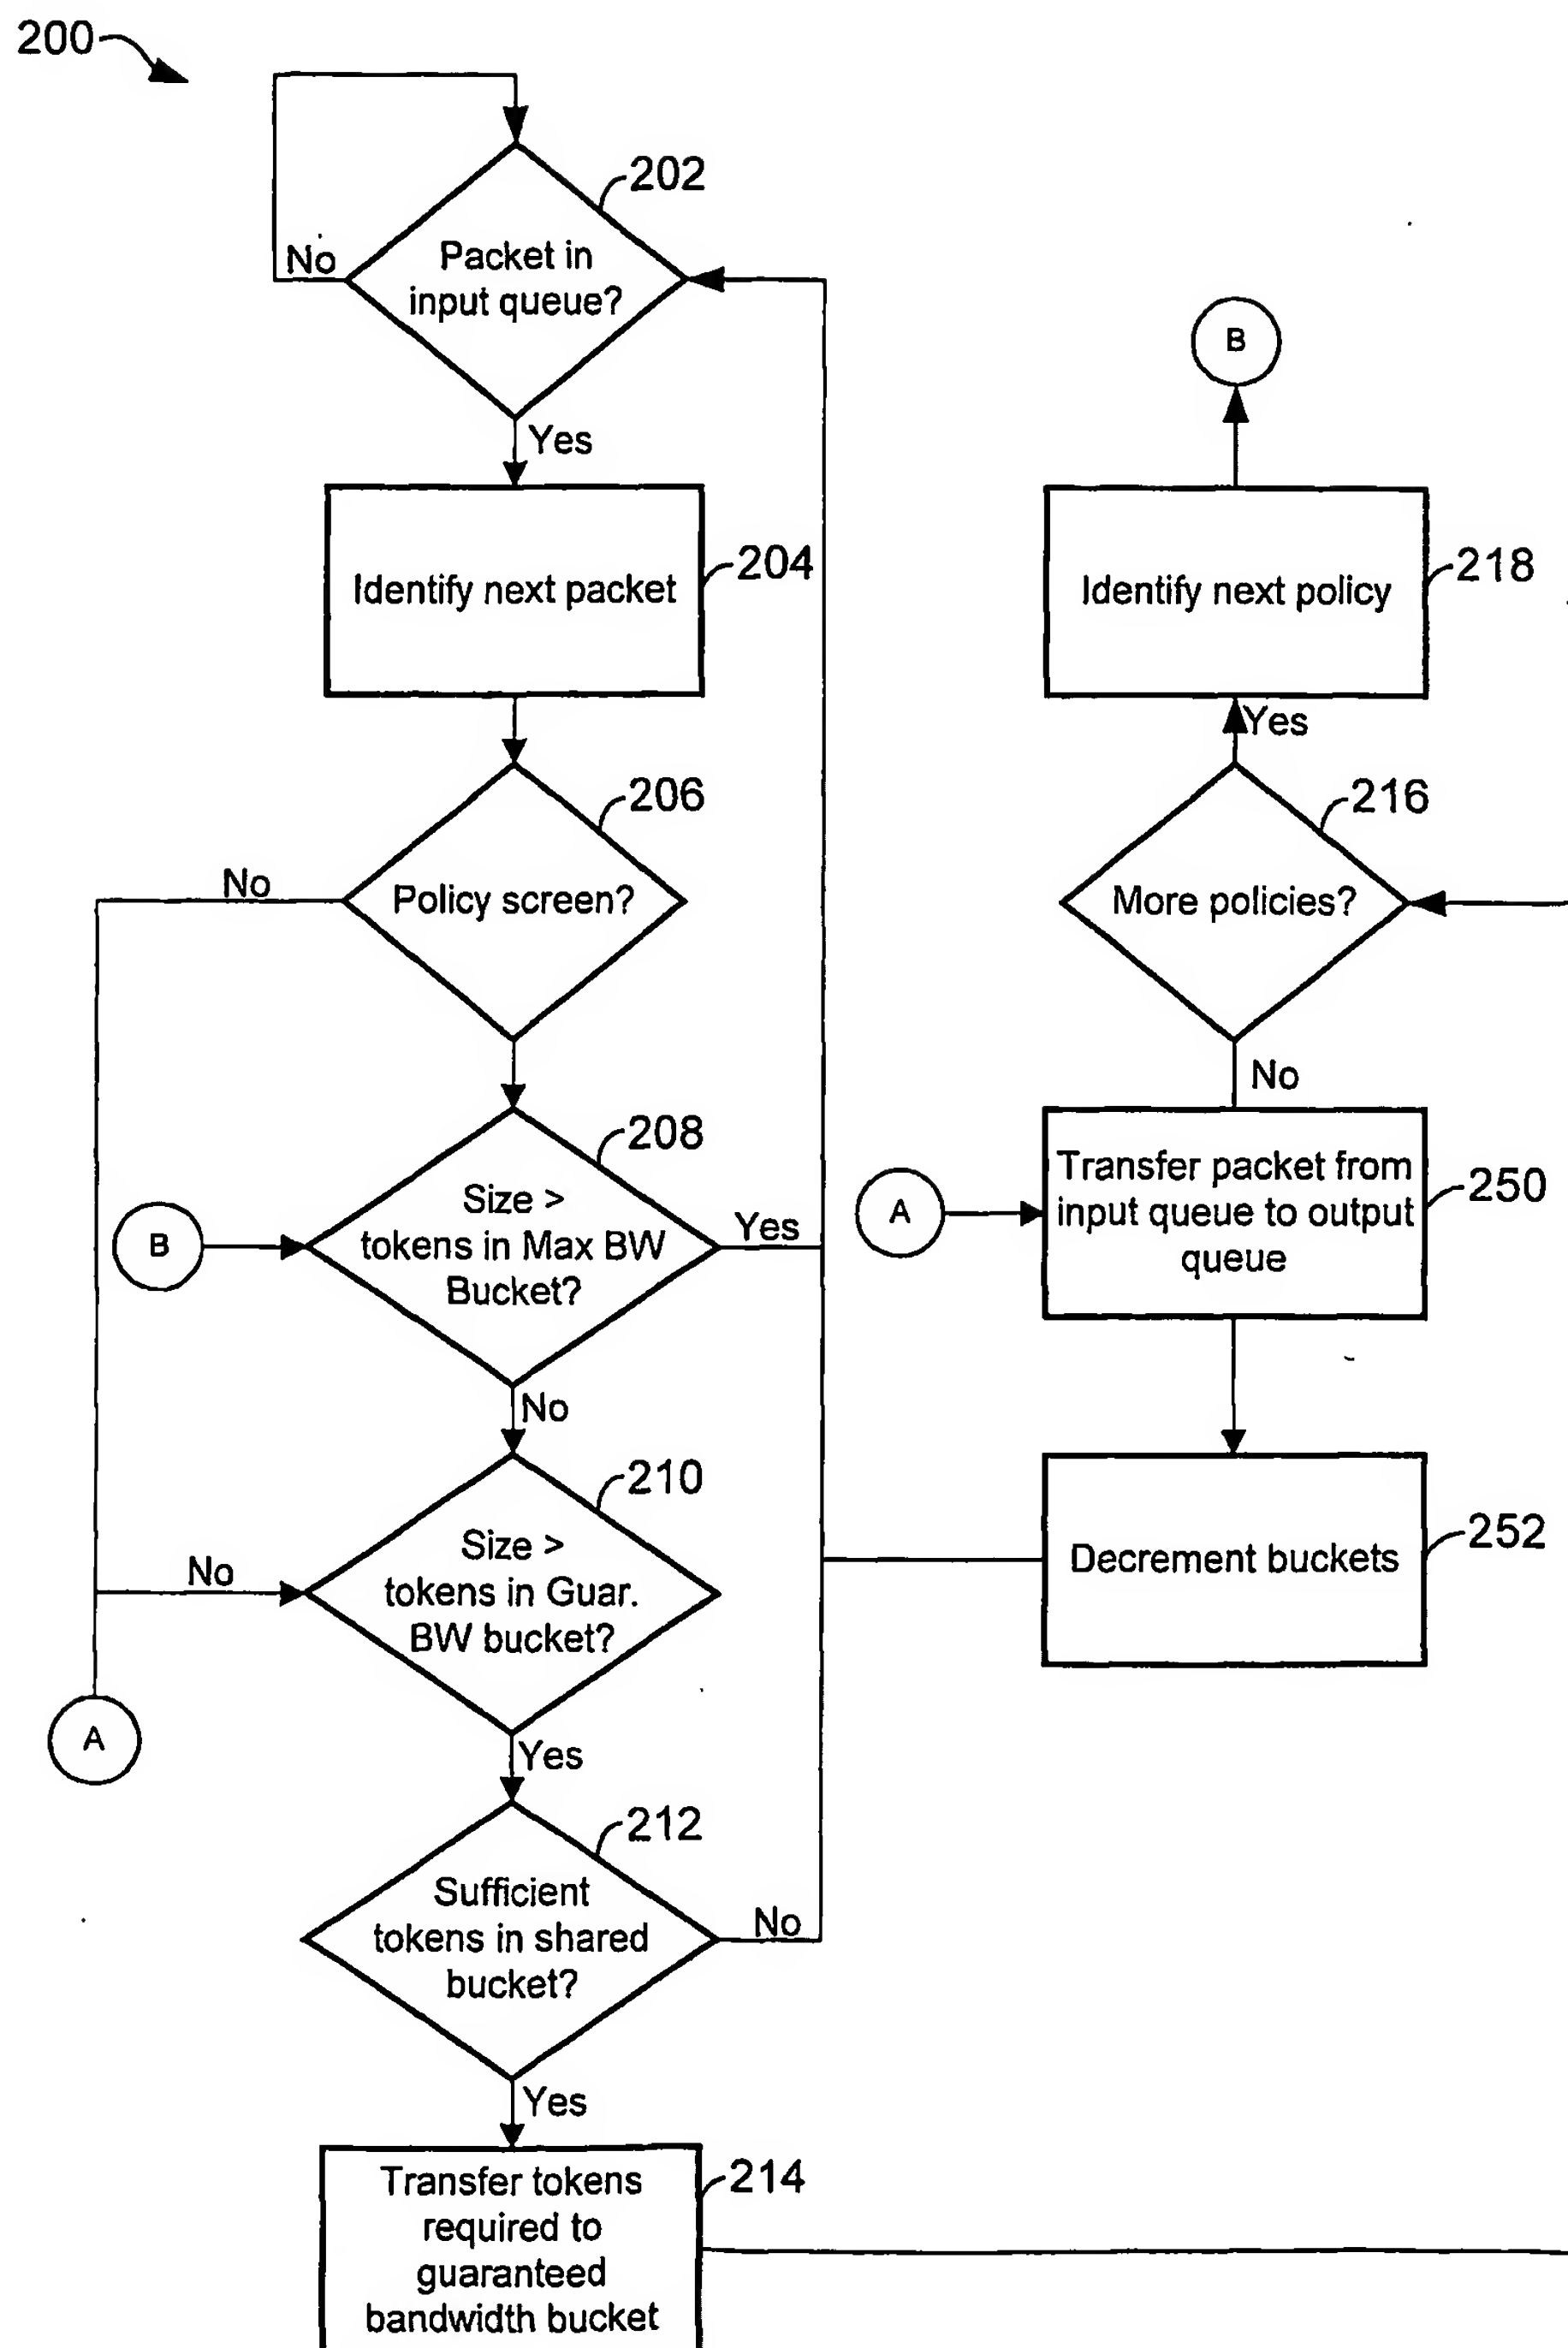 200
202
No
Packet in
input queue?
Yes
204
Identify next packet
206
No
Policy screen?
208
Size >
tokens in Max BW
Bucket?
B
Yes
No
210
Size >
tokens in Guar.
BW bucket?
No
A
Yes
212
Sufficient
tokens in shared
bucket?
No
Yes
214
Transfer tokens
required to
guaranteed
bandwidth bucket
B
218
Identify next policy
Yes
216
More policies?
No
A
Transfer packet from
input queue to output
queue
250
Decrement buckets
252